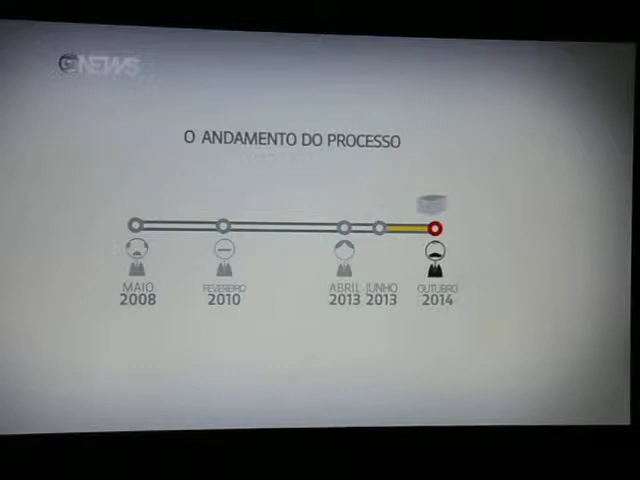 GNEWS
O ANDAMENTO DO PROCESSO
MAIO FEVEREIRO ABRIL JUNHO OUTUBRO
2008 2010 2013 2013 2014